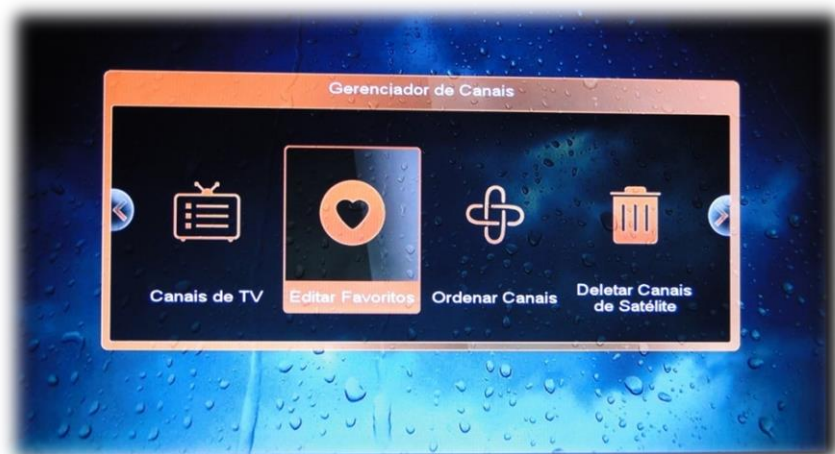 Gerenciador de Canais
Canais de TV
Editar Favoritos
Ordenar Canais
Deletar Canais
de Satélite